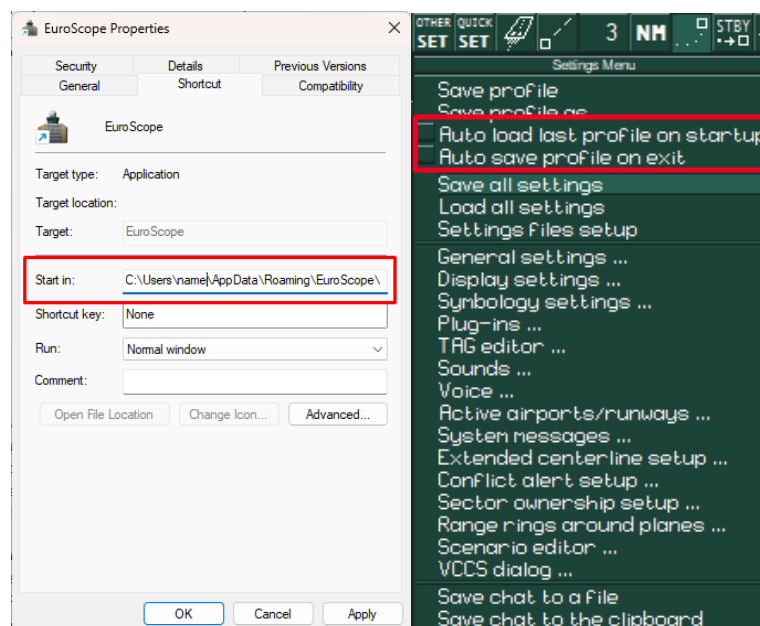 EuroScope Properties
Security Details Previous Versions
General Shortcut Compatibility
EuroScope
Target type: Application
Target location:
Target: EuroScope
Start in: C:\Users\name\AppData\Roaming\EuroScope\
Shortcut key: None
Run: Normal window
Comment:
Open File Location Change Icon... Advanced...
OK Cancel Apply
OTHER SET QUICK SET 3 NM STBY
Settings Menu
Save profile
Save profile as
Auto load last profile on startup
Auto save profile on exit
Save all settings
Load all settings
Settings files setup
General settings ...
Display settings ...
Symbology settings ...
Plug-ins ...
TAG editor ...
Sounds ...
Voice ...
Active airports/runways ...
System messages ...
Extended centerline setup ...
Conflict alert setup ...
Sector ownership setup ...
Range rings around planes ...
Scenario editor ...
VCCS dialog ...
Save chat to a file
Save chat to the clipboard